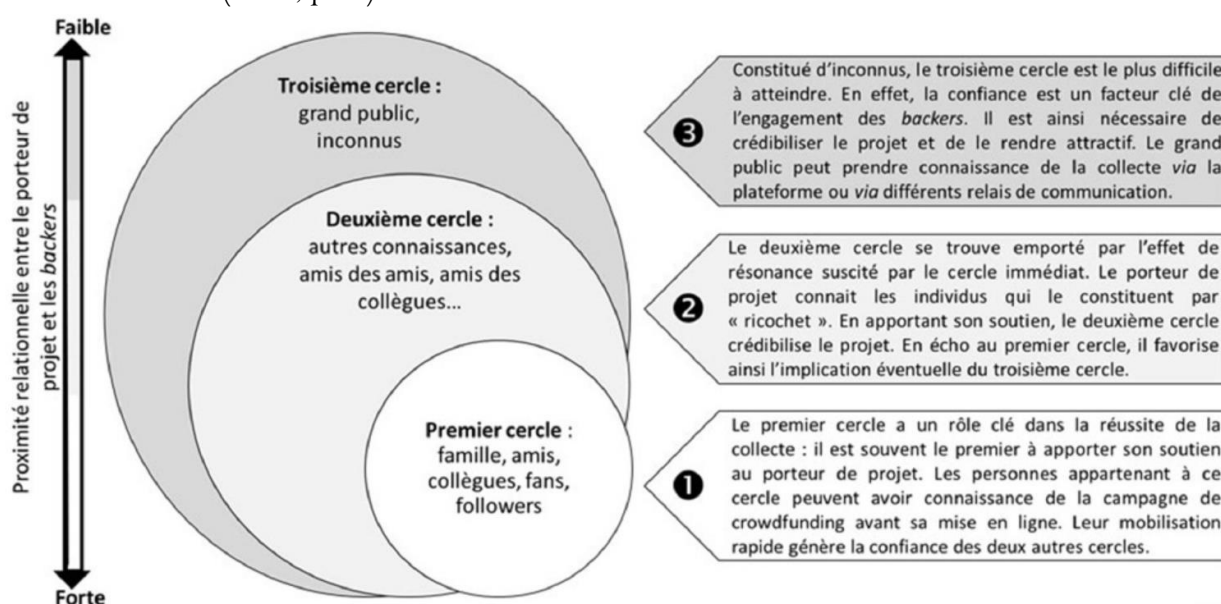 Faible
Troisième cercle :
grand public,
inconnus
Deuxième cercle :
autres connaissances,
amis des amis, amis des
collègues...
Premier cercle :
famille, amis,
collègues, fans,
followers
Forte
Proximité relationnelle entre le porteur de
projet et les backers
❸
Constitué d'inconnus, le troisième cercle est le plus difficile
à atteindre. En effet, la confiance est un facteur clé de
l'engagement des backers. Il est ainsi nécessaire de
crédibiliser le projet et de le rendre attractif. Le grand
public peut prendre connaissance de la collecte via la
plateforme ou via différents relais de communication.
❷
Le deuxième cercle se trouve emporté par l'effet de
résonance suscité par le cercle immédiat. Le porteur de
projet connait les individus qui le constituent par
« ricochet ». En apportant son soutien, le deuxième cercle
crédibilise le projet. En écho au premier cercle, il favorise
ainsi l'implication éventuelle du troisième cercle.
❶
Le premier cercle a un rôle clé dans la réussite de la
collecte : il est souvent le premier à apporter son soutien
au porteur de projet. Les personnes appartenant à ce
cercle peuvent avoir connaissance de la campagne de
crowdfunding avant sa mise en ligne. Leur mobilisation
rapide génère la confiance des deux autres cercles.